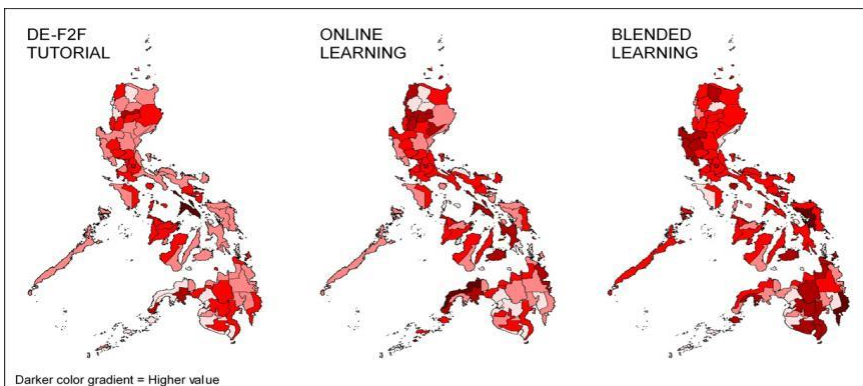 DE-F2F
TUTORIAL
ONLINE
LEARNING
BLENDED
LEARNING
Darker color gradient = Higher value